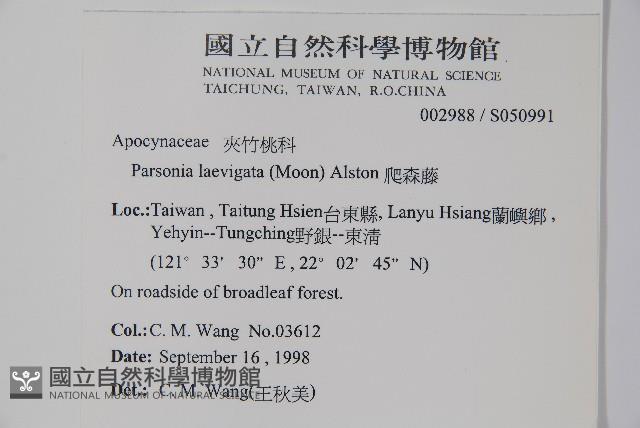 國立自然科學博物館
NATIONAL MUSEUM OF NATURAL SCIENCE
TAICHUNG, TAIWAN, R.O.CHINA
002988 / S050991
Apocynaceae 夾竹桃科
Parsonia laevigata (Moon) Alston 爬森藤
Loc.:Taiwan , Taitung Hsien台東縣, Lanyu Hsiang蘭嶼鄉 ,
Yehyin--Tungching野銀--東清
(121° 33' 30" E , 22° 02' 45" N)
On roadside of broadleaf forest.
Col.: C. M. Wang No.03612
Date: September 16 , 1998
Det.: C. M. Wang(王秋美)
國立自然科學博物館
NATIONAL MUSEUM OF NATURAL SCIENCE